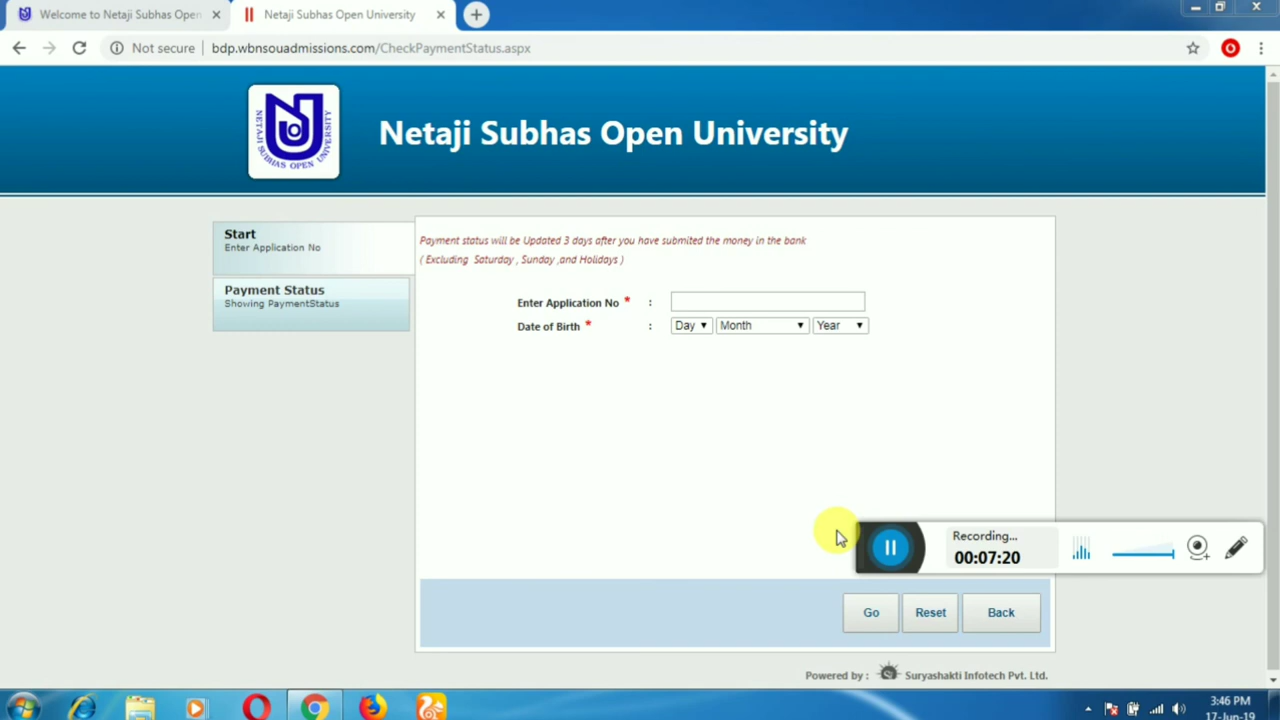 Welcome to Netaji Subhas Open
Netaji Subhas Open University
Not secure
bdp.wbnsouadmissions.com/CheckPaymentStatus.aspx
NETAJI SUBHAS OPEN UNIVERSITY
Netaji Subhas Open University
Start
Enter Application No
Payment Status
Showing PaymentStatus
Payment status will be Updated 3 days after you have submited the money in the bank
( Excluding Saturday , Sunday ,and Holidays )
Enter Application No * :
Date of Birth * : Day Month Year
Recording...
00:07:20
Go Reset Back
Powered by : Suryashakti Infotech Pvt. Ltd.
3:46 PM
17-Jun-19